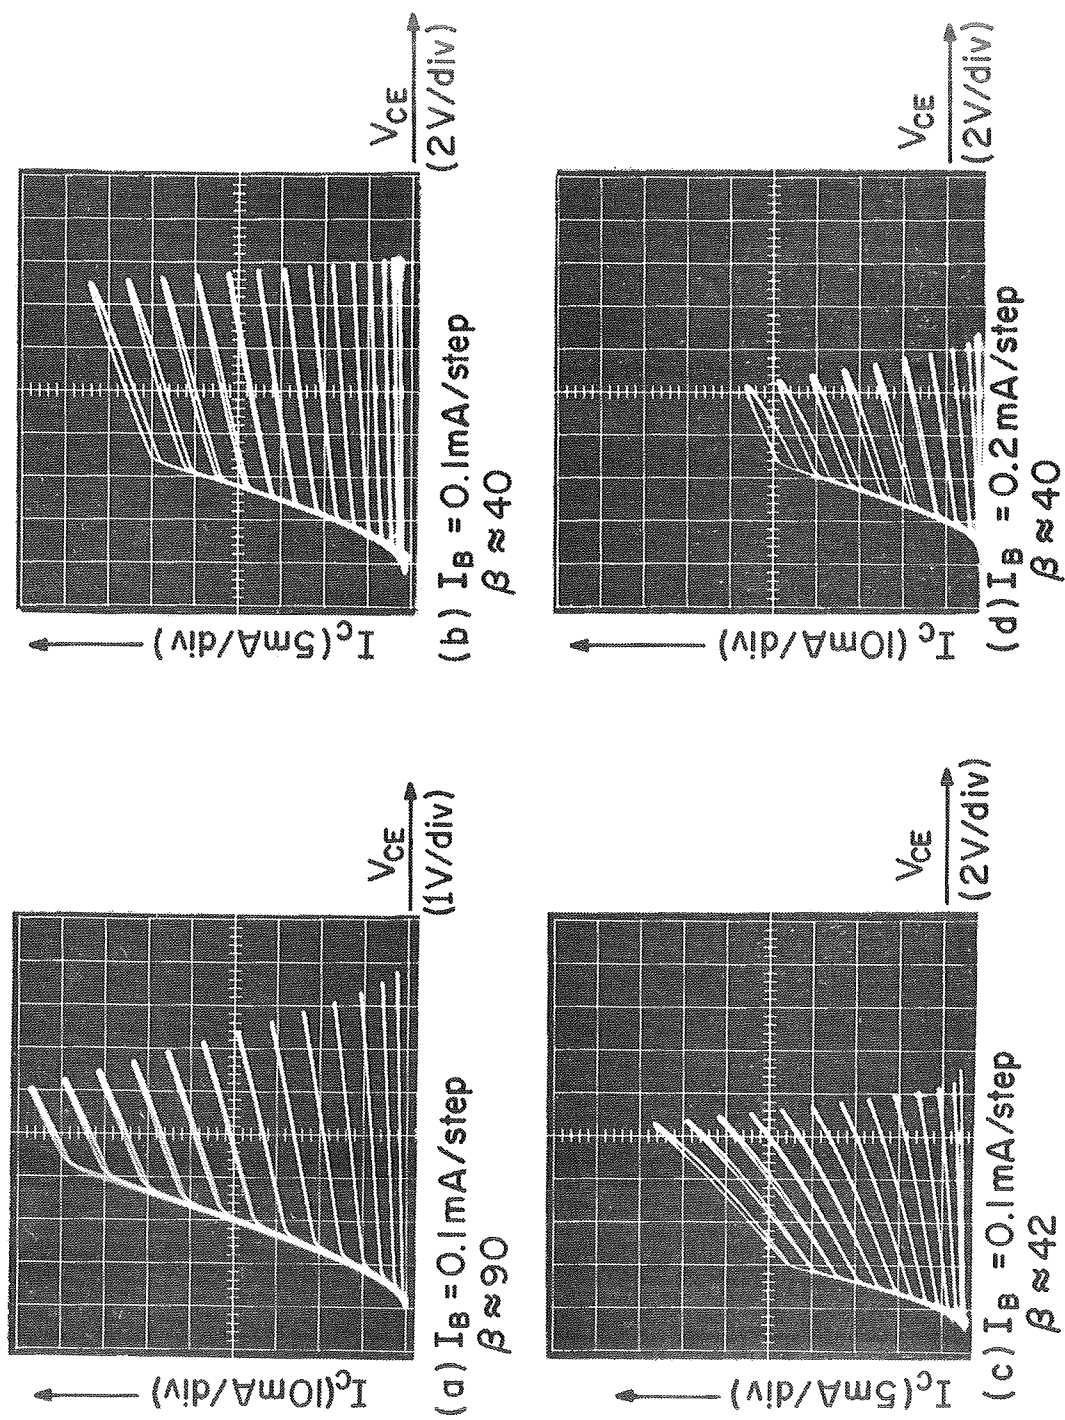 I_C (10mA/div)
V_CE
(1V/div)
(a) I_B = 0.1mA/step
β ≈ 90
I_C (5mA/div)
V_CE
(2V/div)
(b) I_B = 0.1mA/step
β ≈ 40
I_C (5mA/div)
V_CE
(2V/div)
(c) I_B = 0.1mA/step
β ≈ 42
I_C (10mA/div)
V_CE
(2V/div)
(d) I_B = 0.2mA/step
β ≈ 40